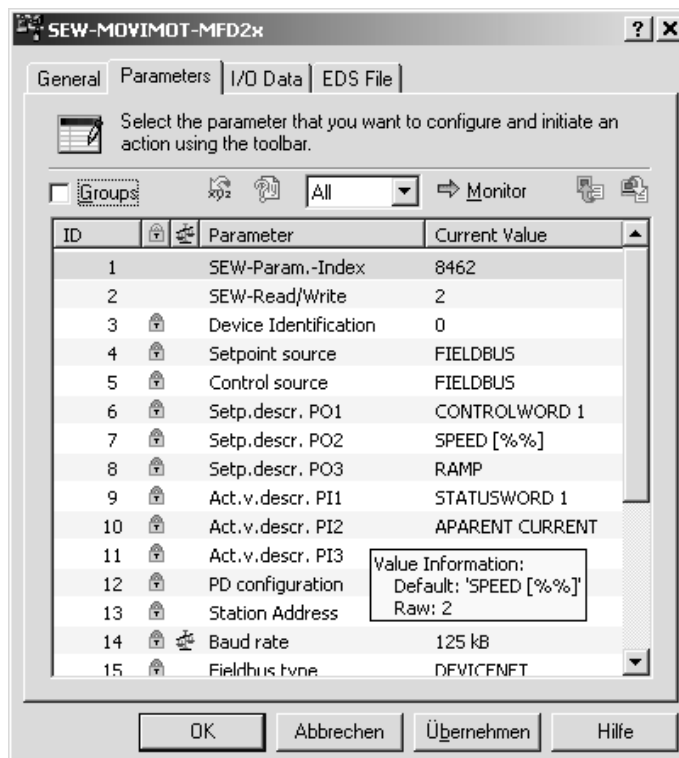 SEW-MOVIMOT-MFD2x
General Parameters I/O Data EDS File
Select the parameter that you want to configure and initiate an
action using the toolbar.
Groups All Monitor
ID Parameter Current Value
1 SEW-Param.-Index 8462
2 SEW-Read/Write 2
3 Device Identification 0
4 Setpoint source FIELDBUS
5 Control source FIELDBUS
6 Setp.descr. PO1 CONTROLWORD 1
7 Setp.descr. PO2 SPEED [%%]
8 Setp.descr. PO3 RAMP
9 Act.v.descr. PI1 STATUSWORD 1
10 Act.v.descr. PI2 APARENT CURRENT
11 Act.v.descr. PI3
12 PD configuration
13 Station Address
Value Information:
Default: 'SPEED [%%]'
Raw: 2
14 Baud rate 125 kB
15 Fieldbus type DEVICENET
OK Abbrechen Übernehmen Hilfe